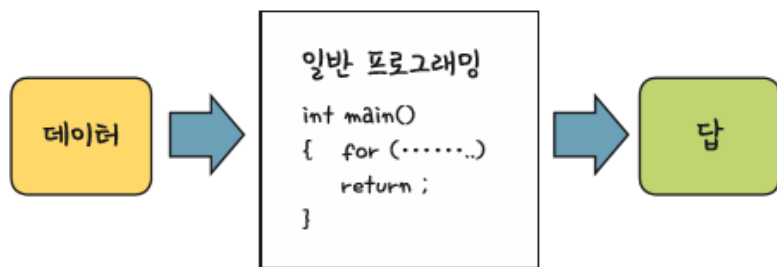 데이터
일반 프로그래밍
int main()
{ for (········)
return ;
}
답